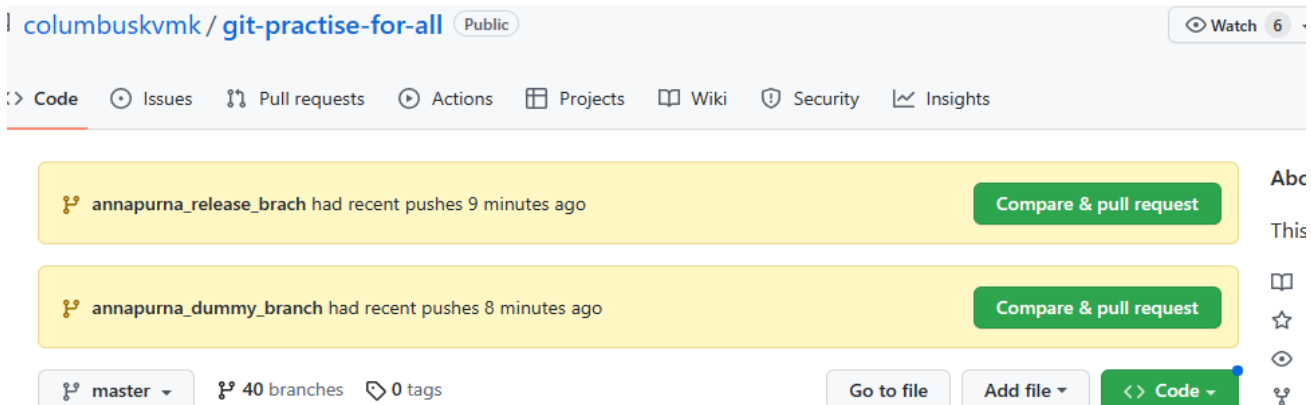 columbuskvmk / git-practise-for-all Public Watch 6
Code Issues Pull requests Actions Projects Wiki Security Insights
annapurna_release_brach had recent pushes 9 minutes ago Compare & pull request
annapurna_dummy_branch had recent pushes 8 minutes ago Compare & pull request
master 40 branches 0 tags Go to file Add file Code
Abo
This